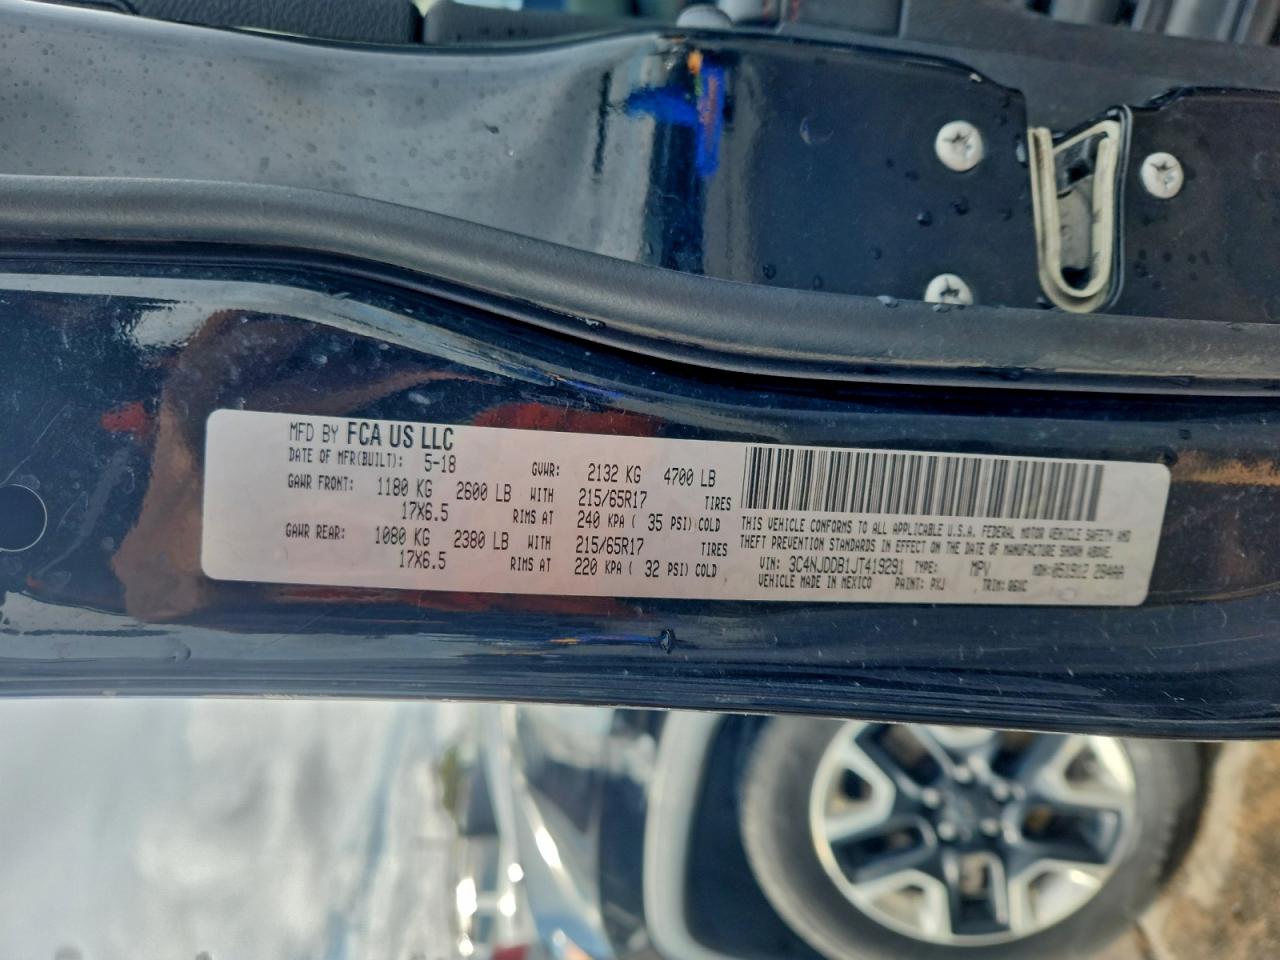 MFD BY FCA US LLC
DATE OF MFR(BUILT): 5-18 GVWR: 2132 KG 4700 LB
GAWR FRONT: 1180 KG 2600 LB WITH 215/65R17 TIRES
17X6.5 RIMS AT 240 KPA ( 35 PSI) COLD
GAWR REAR: 1080 KG 2380 LB WITH 215/65R17 TIRES
17X6.5 RIMS AT 220 KPA ( 32 PSI) COLD
THIS VEHICLE CONFORMS TO ALL APPLICABLE U.S.A. FEDERAL MOTOR VEHICLE SAFETY AND
THEFT PREVENTION STANDARDS IN EFFECT ON THE DATE OF MANUFACTURE SHOWN ABOVE.
VIN: 3C4NJDDB1JT419291 TYPE: MPV MDH:051912 284AA
VEHICLE MADE IN MEXICO PAINT: PXJ TRIM: